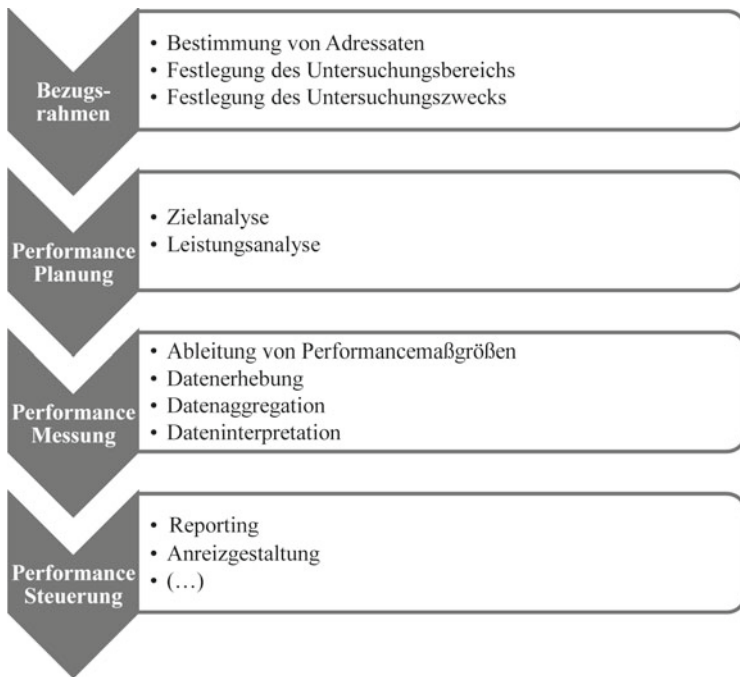 Bezugs-
rahmen
• Bestimmung von Adressaten
• Festlegung des Untersuchungsbereichs
• Festlegung des Untersuchungszwecks
Performance
Planung
• Zielanalyse
• Leistungsanalyse
Performance
Messung
• Ableitung von Performancemaßgrößen
• Datenerhebung
• Datenaggregation
• Dateninterpretation
Performance
Steuerung
• Reporting
• Anreizgestaltung
• (…)